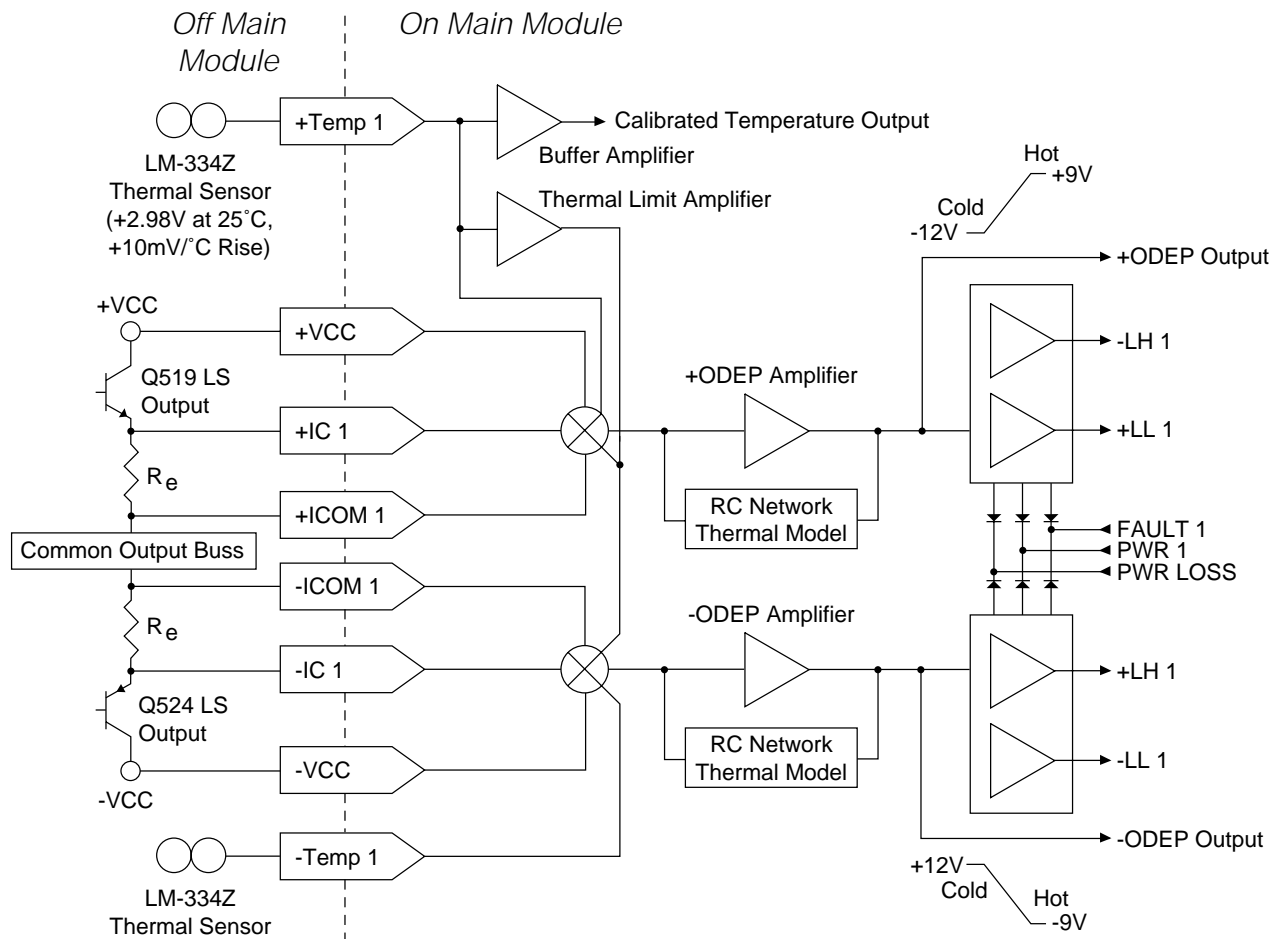 Off Main
Module
On Main Module
+Temp 1
Calibrated Temperature Output
Buffer Amplifier
LM-334Z
Thermal Sensor
(+2.98V at 25˚C,
+10mV/˚C Rise)
Thermal Limit Amplifier
Hot
+9V
Cold
-12V
+ODEP Output
+VCC
+VCC
-LH 1
Q519 LS
Output
+ODEP Amplifier
+IC 1
+LL 1
Re
RC Network
Thermal Model
+ICOM 1
FAULT 1
Common Output Buss
PWR 1
PWR LOSS
-ICOM 1
-ODEP Amplifier
Re
-IC 1
+LH 1
Q524 LS
Output
RC Network
Thermal Model
-VCC
-LL 1
-VCC
-ODEP Output
-Temp 1
+12V
Cold
Hot
-9V
LM-334Z
Thermal Sensor